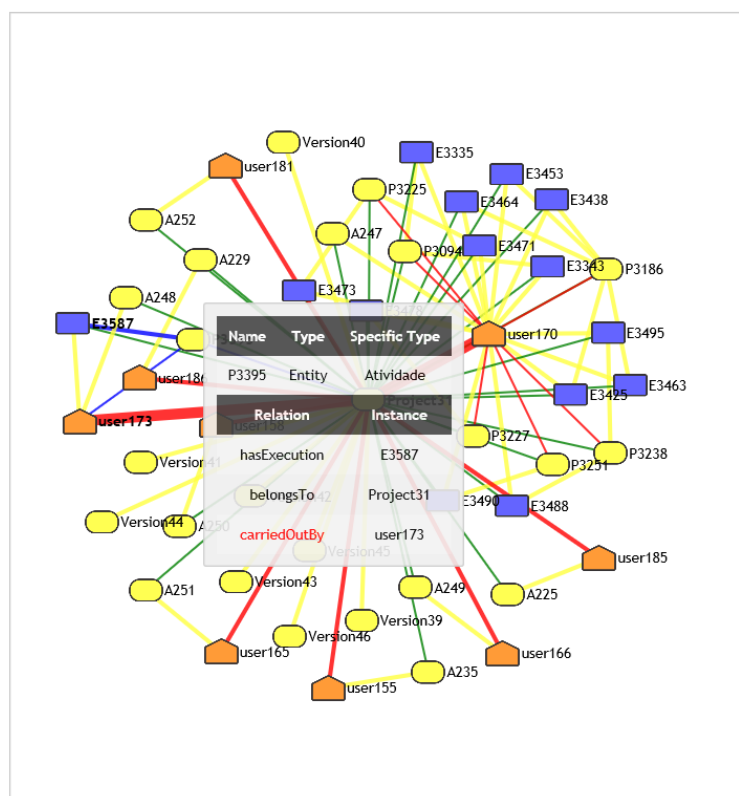 Version40
E3335
user181
E3453
P3225
E3438
E3464
A252
A247
E3471
P3094
A229
E3343
P3186
E3473
A248
E3587
E3495
user170
Name Type Specific Type
P3395 Entity Atividade
user186
E3463
E3425
Relation Instance
user173
user158
P3227
hasExecution E3587
P3238
Version41
P3251
belongsTo Project31
E3490
E3488
Version44
A250
carriedOutBy user173
Version45
user185
Version43
A249
A251
A225
Version39
Version46
user165
user166
A235
user155